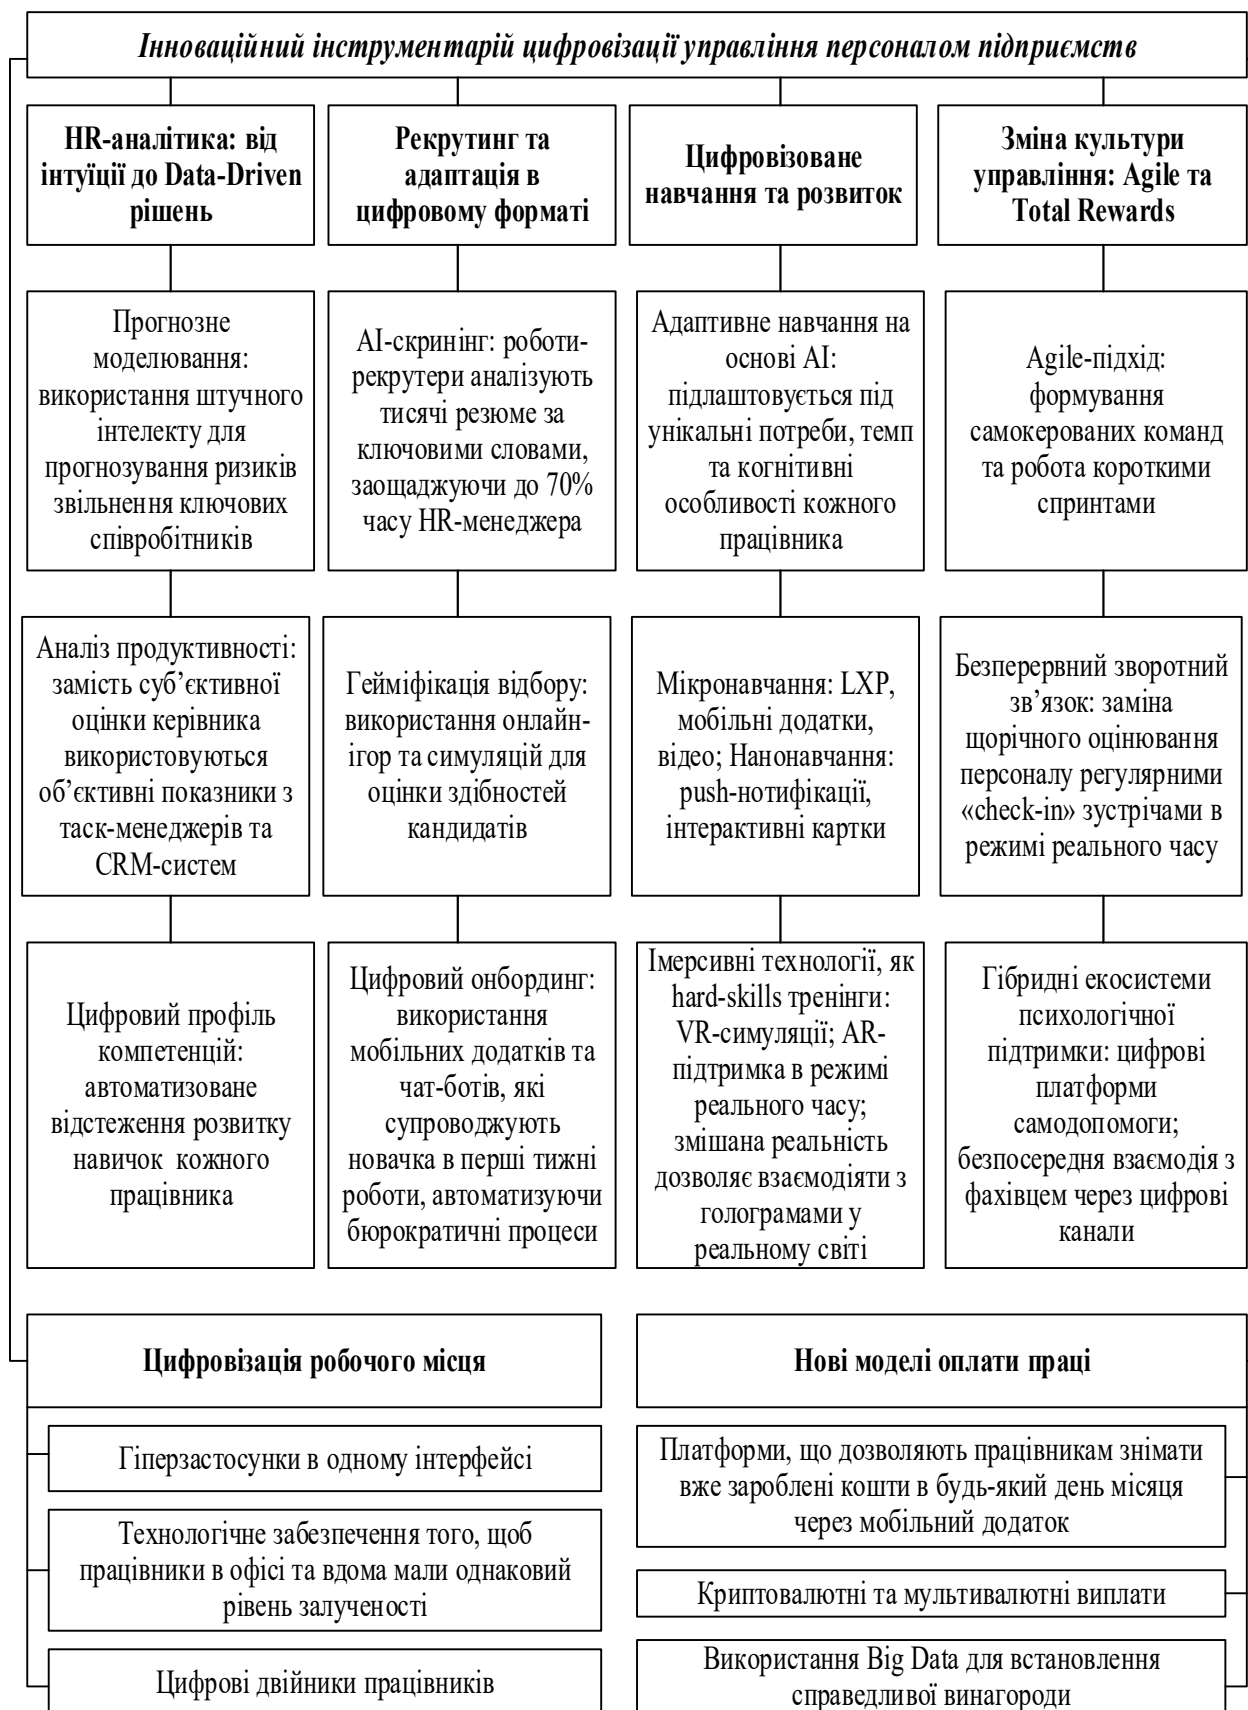 Інноваційний інструментарій цифровізації управління персоналом підприємств
HR-аналітика: від
інтуїції до Data-Driven
рішень
Рекрутинг та
адаптація в
цифровому форматі
Цифровізоване
навчання та розвиток
Зміна культури
управління: Agile та
Total Rewards
Прогнозне
моделювання:
використання штучного
інтелекту для
прогнозування ризиків
звільнення ключових
співробітників
AI-скринінг: роботи-
рекрутери аналізують
тисячі резюме за
ключовими словами,
заощаджуючи до 70%
часу HR-менеджера
Адаптивне навчання на
основі AI:
підлаштовується під
унікальні потреби, темп
та когнітивні
особливості кожного
працівника
Agile-підхід:
формування
самокерованих команд
та робота короткими
спринтами
Аналіз продуктивності:
замість суб’єктивної
оцінки керівника
використовуються
об’єктивні показники з
таск-менеджерів та
CRM-систем
Гейміфікація відбору:
використання онлайн-
ігор та симуляцій для
оцінки здібностей
кандидатів
Мікронавчання: LXP,
мобільні додатки,
відео; Нанонавчання:
push-нотифікації,
інтерактивні картки
Безперервний зворотний
зв’язок: заміна
щорічного оцінювання
персоналу регулярними
«check-in» зустрічами в
режимі реального часу
Цифровий профіль
компетенцій:
автоматизоване
відстеження розвитку
навичок кожного
працівника
Цифровий онбординг:
використання
мобільних додатків та
чат-ботів, які
супроводжують
новачка в перші тижні
роботи, автоматизуючи
бюрократичні процеси
Імерсивні технології, як
hard-skills тренінги:
VR-симуляції; AR-
підтримка в режимі
реального часу;
змішана реальність
дозволяє взаємодіяти з
голограмами у
реальному світі
Гібридні екосистеми
психологічної
підтримки: цифрові
платформи
самодопомоги;
безпосередня взаємодія з
фахівцем через цифрові
канали
Цифровізація робочого місця
Гіперзастосунки в одному інтерфейсі
Технологічне забезпечення того, щоб
працівники в офісі та вдома мали однаковий
рівень залученості
Цифрові двійники працівників
Нові моделі оплати праці
Платформи, що дозволяють працівникам знімати
вже зароблені кошти в будь-який день місяця
через мобільний додаток
Криптовалютні та мультивалютні виплати
Використання Big Data для встановлення
справедливої винагороди